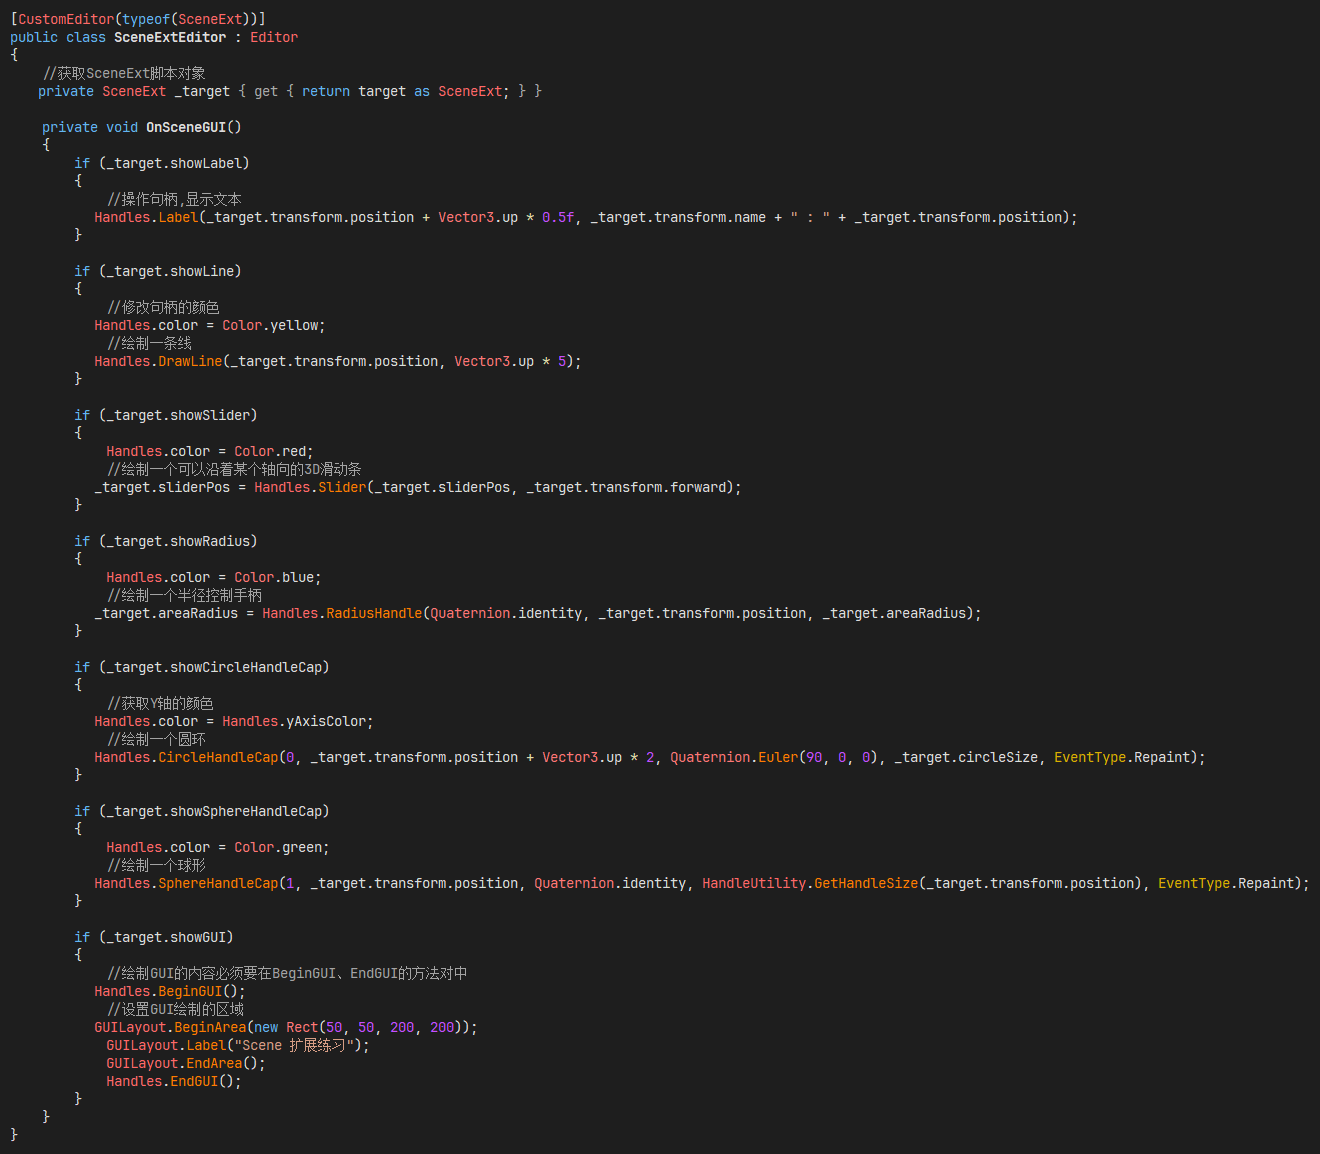 [CustomEditor(typeof(SceneExt))]
public class SceneExtEditor : Editor
{
    //获取SceneExt脚本对象
    private SceneExt _target { get { return target as SceneExt; } }

    private void OnSceneGUI()
    {
        if (_target.showLabel)
        {
            //操作句柄,显示文本
            Handles.Label(_target.transform.position + Vector3.up * 0.5f, _target.transform.name + " : " + _target.transform.position);
        }

        if (_target.showLine)
        {
            //修改句柄的颜色
            Handles.color = Color.yellow;
            //绘制一条线
            Handles.DrawLine(_target.transform.position, Vector3.up * 5);
        }

        if (_target.showSlider)
        {
            Handles.color = Color.red;
            //绘制一个可以沿着某个轴向的3D滑动条
            _target.sliderPos = Handles.Slider(_target.sliderPos, _target.transform.forward);
        }

        if (_target.showRadius)
        {
            Handles.color = Color.blue;
            //绘制一个半径控制手柄
            _target.areaRadius = Handles.RadiusHandle(Quaternion.identity, _target.transform.position, _target.areaRadius);
        }

        if (_target.showCircleHandleCap)
        {
            //获取Y轴的颜色
            Handles.color = Handles.yAxisColor;
            //绘制一个圆环
            Handles.CircleHandleCap(0, _target.transform.position + Vector3.up * 2, Quaternion.Euler(90, 0, 0), _target.circleSize, EventType.Repaint);
        }

        if (_target.showSphereHandleCap)
        {
            Handles.color = Color.green;
            //绘制一个球形
            Handles.SphereHandleCap(1, _target.transform.position, Quaternion.identity, HandleUtility.GetHandleSize(_target.transform.position), EventType.Repaint);
        }

        if (_target.showGUI)
        {
            //绘制GUI的内容必须要在BeginGUI、EndGUI的方法对中
            Handles.BeginGUI();
            //设置GUI绘制的区域
            GUILayout.BeginArea(new Rect(50, 50, 200, 200));
            GUILayout.Label("Scene 扩展练习");
            GUILayout.EndArea();
            Handles.EndGUI();
        }
    }
}